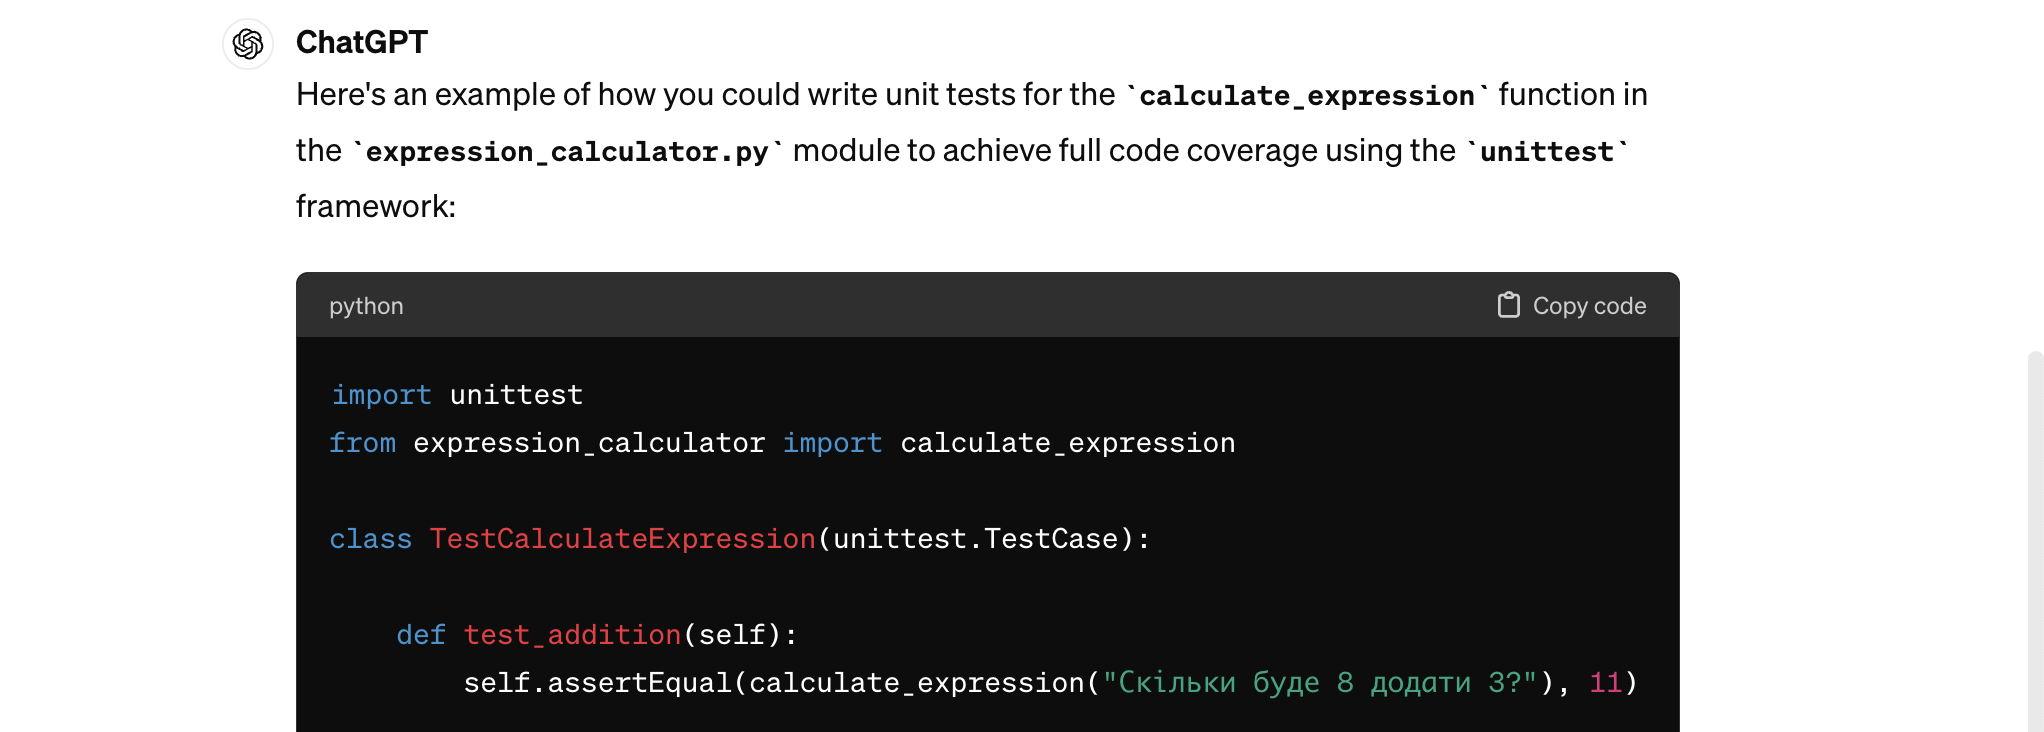 ChatGPT
Here's an example of how you could write unit tests for the `calculate_expression` function in
the `expression_calculator.py` module to achieve full code coverage using the `unittest`
framework:
python
Copy code
import unittest
from expression_calculator import calculate_expression
class TestCalculateExpression(unittest.TestCase):
def test_addition(self):
self.assertEqual(calculate_expression("Скільки буде 8 додати 3?"), 11)